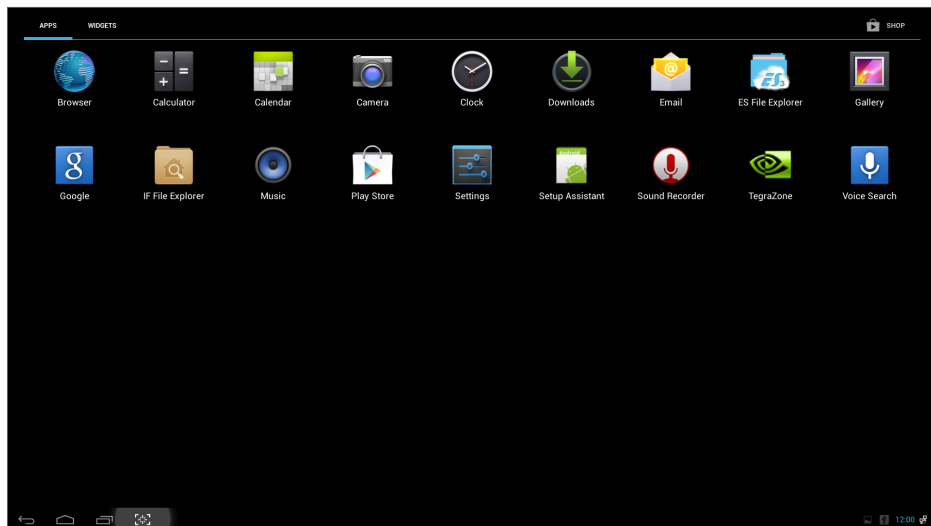 APPS WIDGETS SHOP
Browser Calculator Calendar Camera Clock Downloads Email ES File Explorer Gallery
Google IF File Explorer Music Play Store Settings Setup Assistant Sound Recorder TegraZone Voice Search
12:00